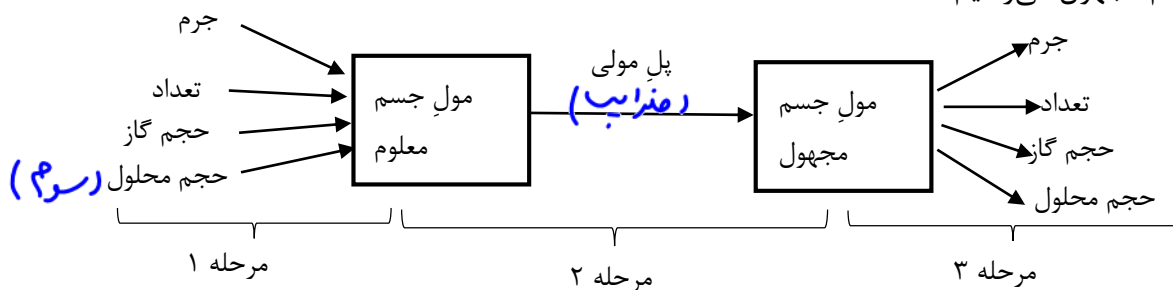 جرم
تعداد
حجم گاز
حجم محلول (سوم)
مول جسم
معلوم
پلِ مولی
(ضرایب)
مولِ جسم
مجهول
جرم
تعداد
حجم گاز
حجم محلول
مرحله ۱
مرحله ۲
مرحله ۳